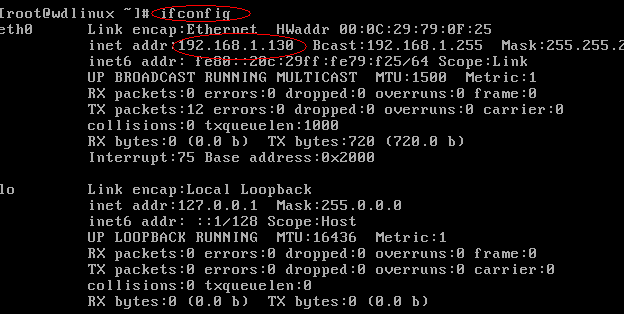 [root@wdlinux ~]# ifconfig
eth0 Link encap:Ethernet HWaddr 00:0C:29:79:0F:25
inet addr:192.168.1.130 Bcast:192.168.1.255 Mask:255.255.2
inet6 addr: fe80::20c:29ff:fe79:f25/64 Scope:Link
UP BROADCAST RUNNING MULTICAST MTU:1500 Metric:1
RX packets:0 errors:0 dropped:0 overruns:0 frame:0
TX packets:12 errors:0 dropped:0 overruns:0 carrier:0
collisions:0 txqueuelen:1000
RX bytes:0 (0.0 b) TX bytes:720 (720.0 b)
Interrupt:75 Base address:0x2000
lo Link encap:Local Loopback
inet addr:127.0.0.1 Mask:255.0.0.0
inet6 addr: ::1/128 Scope:Host
UP LOOPBACK RUNNING MTU:16436 Metric:1
RX packets:0 errors:0 dropped:0 overruns:0 frame:0
TX packets:0 errors:0 dropped:0 overruns:0 carrier:0
collisions:0 txqueuelen:0
RX bytes:0 (0.0 b) TX bytes:0 (0.0 b)